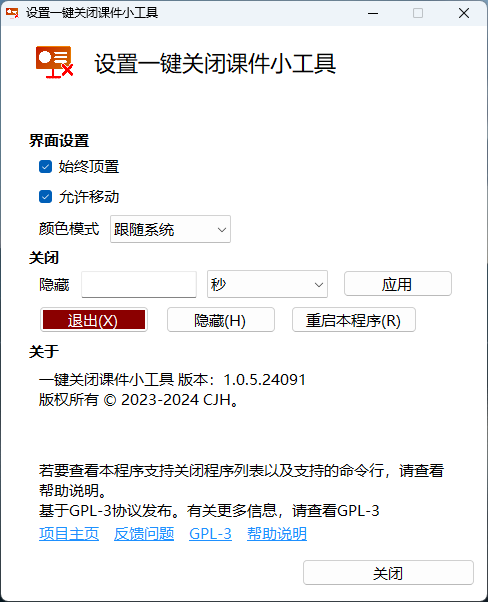 设置一键关闭课件小工具
设置一键关闭课件小工具
界面设置
始终顶置
允许移动
颜色模式 跟随系统
关闭
隐藏 秒 应用
退出(X) 隐藏(H) 重启本程序(R)
关于
一键关闭课件小工具 版本：1.0.5.24091
版权所有 © 2023-2024 CJH。
若要查看本程序支持关闭程序列表以及支持的命令行，请查看
帮助说明。
基于GPL-3协议发布。有关更多信息，请查看GPL-3
项目主页 反馈问题 GPL-3 帮助说明
关闭